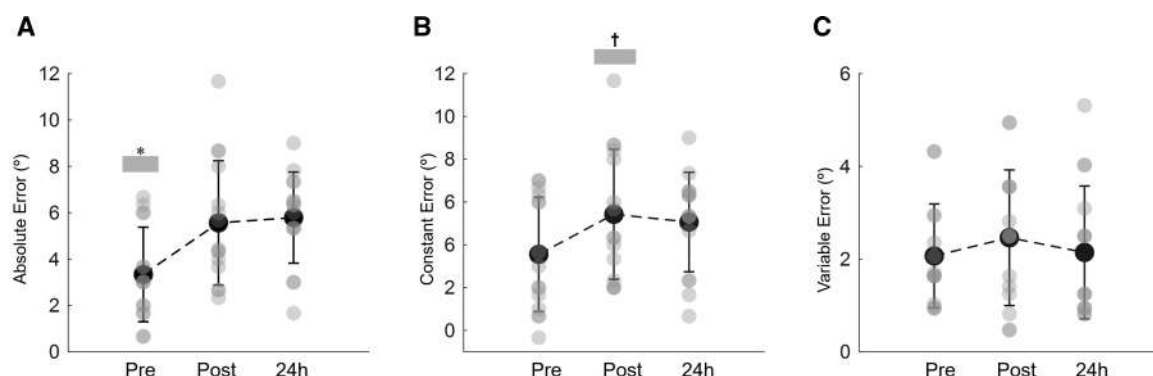 A
Absolute Error (°)
12
10
8
6
4
2
0
*
Pre Post 24h
B
Constant Error (°)
12
10
8
6
6
2
0
†
Pre Post 24h
C
Variable Error (°)
6
4
2
0
Pre Post 24h